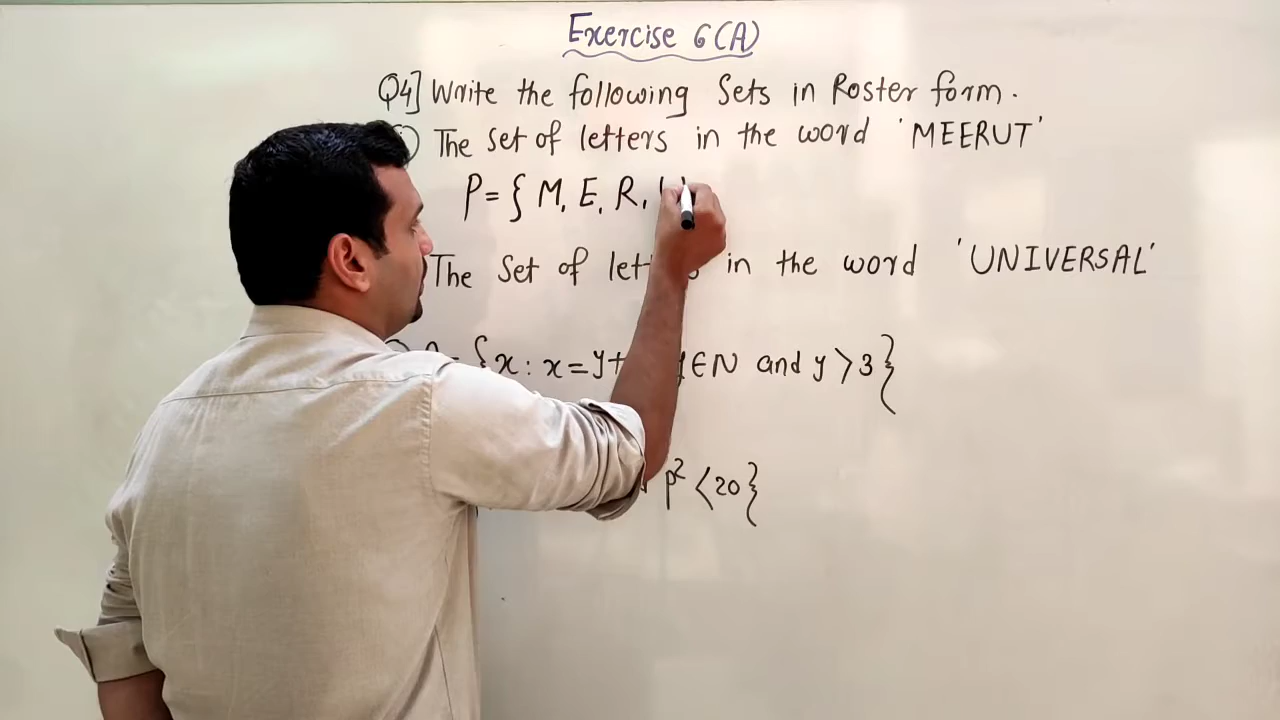 Exercise 6(A)
Q4] Write the following Sets in Roster form.
The set of letters in the word 'MEERUT'
P = { M, E, R,
The Set of in the word 'UNIVERSAL'
= {x : x = y+ ∈ N and y > 3}
p² < 20}